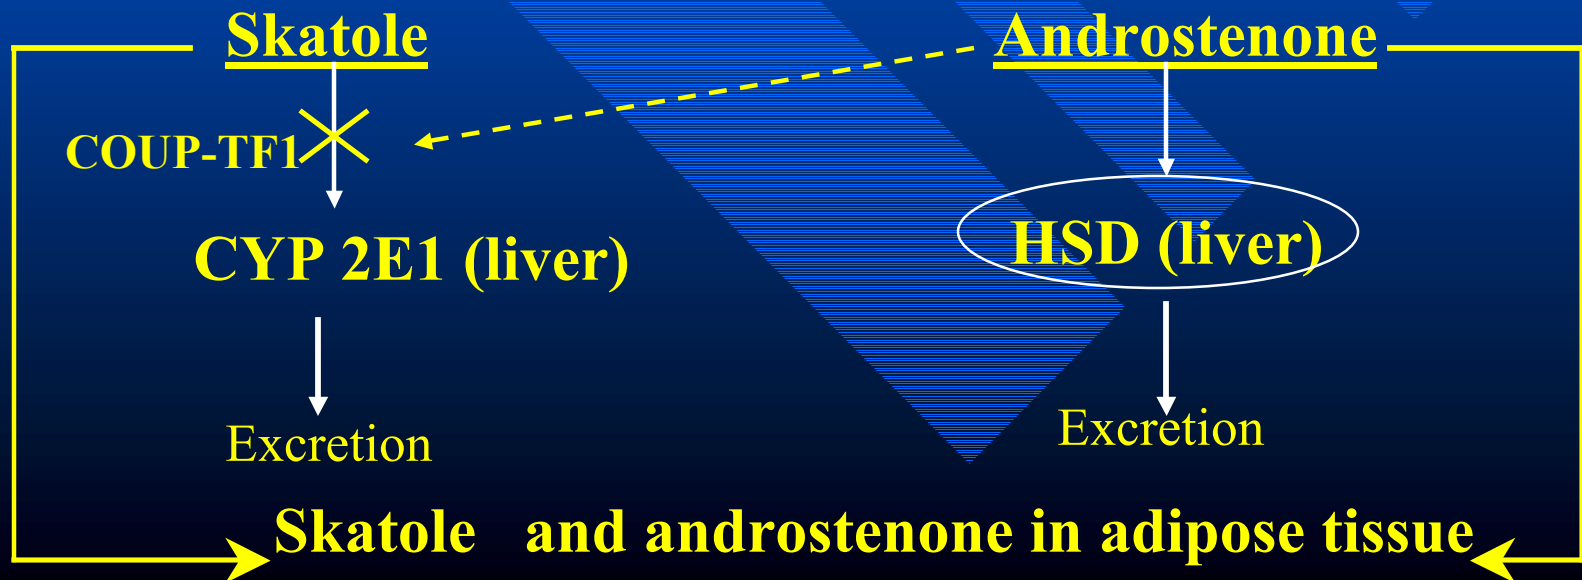 Skatole
Androstenone
COUP-TF1
CYP 2E1 (liver)
HSD (liver)
Excretion
Excretion
Skatole and androstenone in adipose tissue